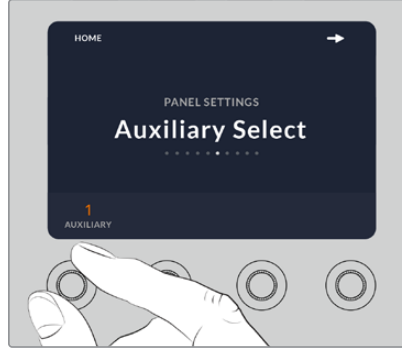 HOME
PANEL SETTINGS
Auxiliary Select
1
AUXILIARY